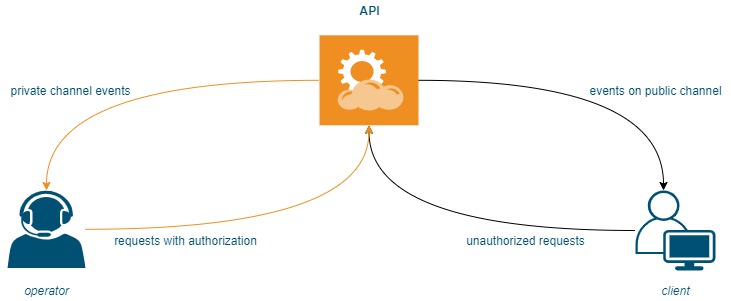 API
private channel events
events on public channel
requests with authorization
unauthorized requests
operator
client